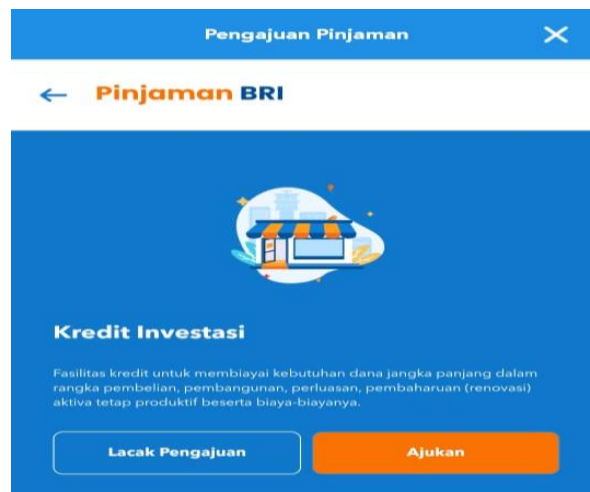 Pengajuan Pinjaman
Pinjaman BRI
Kredit Investasi
Fasilitas kredit untuk membiayai kebutuhan dana jangka panjang dalam
rangka pembelian, pembangunan, perluasan, pembaharuan (renovasi)
aktiva tetap produktif beserta biaya-biayanya.
Lacak Pengajuan
Ajukan